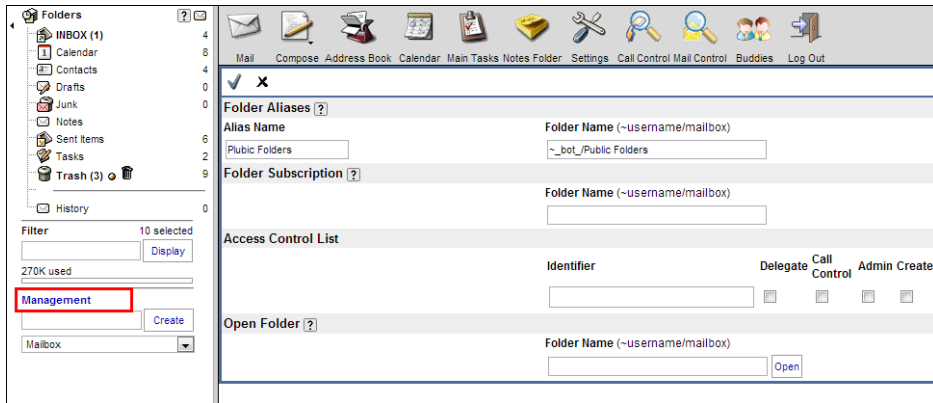 Folders ?
INBOX (1) 4
1 Calendar 8
Contacts 4
Drafts 0
Junk 0
Notes
Sent Items 6
Tasks 2
Trash (3) 9
History 0
Filter 10 selected
Display
270K used
Management
Create
Mailbox
Mail Compose Address Book Calendar Main Tasks Notes Folder Settings Call Control Mail Control Buddies Log Out
Folder Aliases ?
Alias Name Folder Name (~username/mailbox)
Plubic Folders ~_bot_/Public Folders
Folder Subscription ?
Folder Name (~username/mailbox)
Access Control List
Identifier Delegate Call Control Admin Create
Open Folder ?
Folder Name (~username/mailbox)
Open